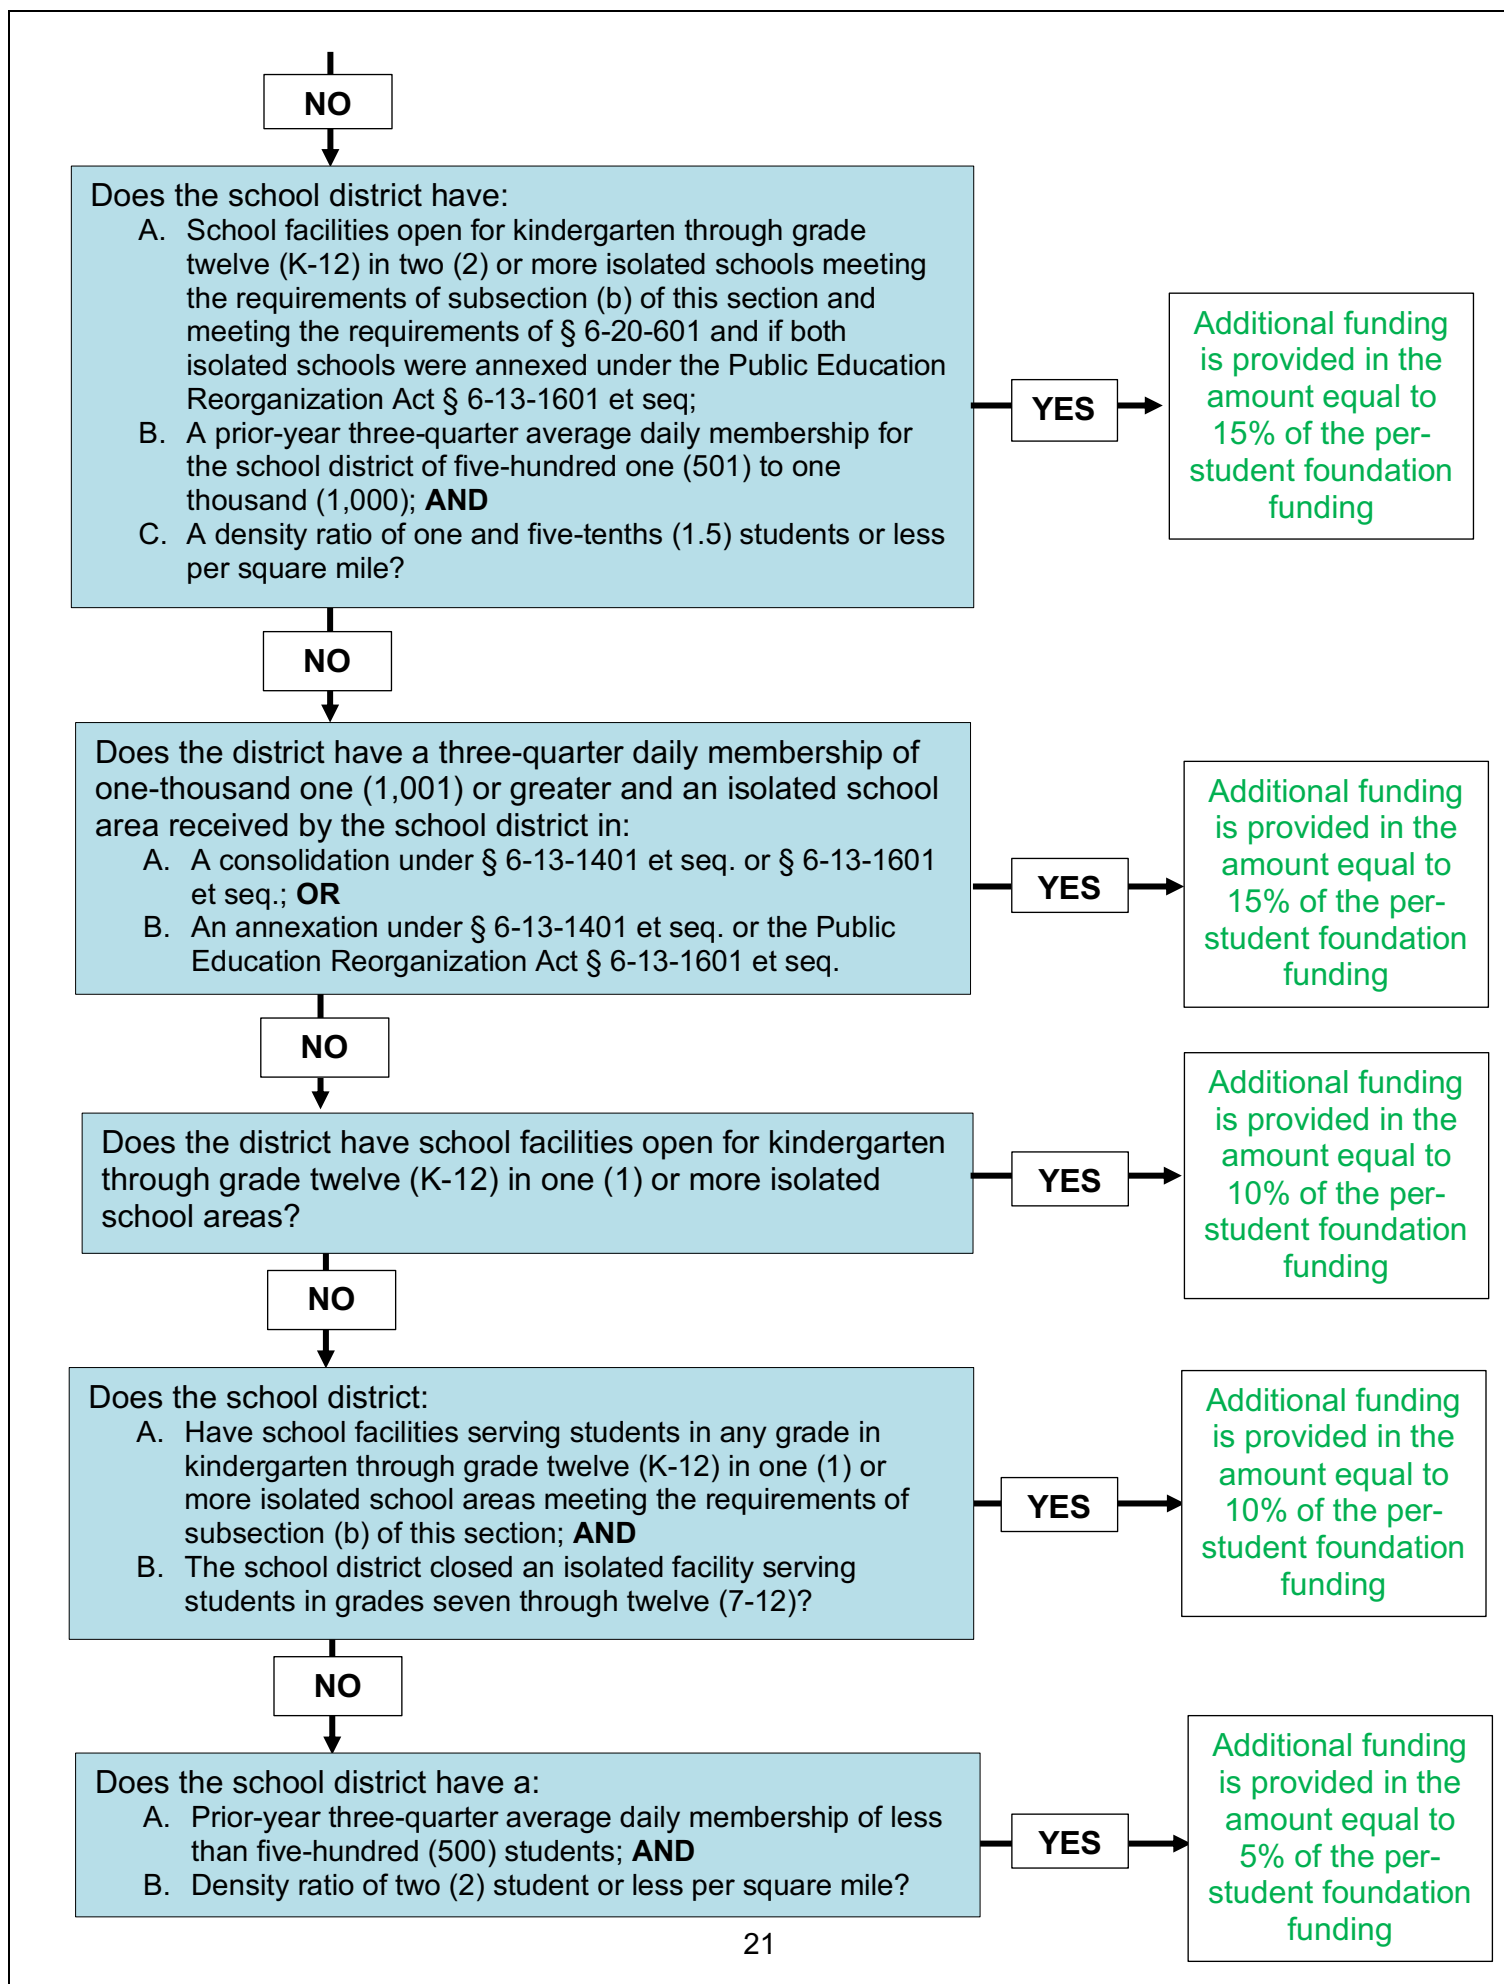 NO
Does the school district have:
A. School facilities open for kindergarten through grade
twelve (K-12) in two (2) or more isolated schools meeting
the requirements of subsection (b) of this section and
meeting the requirements of § 6-20-601 and if both
isolated schools were annexed under the Public Education
Reorganization Act § 6-13-1601 et seq;
B. A prior-year three-quarter average daily membership for
the school district of five-hundred one (501) to one
thousand (1,000); AND
C. A density ratio of one and five-tenths (1.5) students or less
per square mile?
YES
Additional funding
is provided in the
amount equal to
15% of the per-
student foundation
funding
NO
Does the district have a three-quarter daily membership of
one-thousand one (1,001) or greater and an isolated school
area received by the school district in:
A. A consolidation under § 6-13-1401 et seq. or § 6-13-1601
et seq.; OR
B. An annexation under § 6-13-1401 et seq. or the Public
Education Reorganization Act § 6-13-1601 et seq.
YES
Additional funding
is provided in the
amount equal to
15% of the per-
student foundation
funding
NO
Does the district have school facilities open for kindergarten
through grade twelve (K-12) in one (1) or more isolated
school areas?
YES
Additional funding
is provided in the
amount equal to
10% of the per-
student foundation
funding
NO
Does the school district:
A. Have school facilities serving students in any grade in
kindergarten through grade twelve (K-12) in one (1) or
more isolated school areas meeting the requirements of
subsection (b) of this section; AND
B. The school district closed an isolated facility serving
students in grades seven through twelve (7-12)?
YES
Additional funding
is provided in the
amount equal to
10% of the per-
student foundation
funding
NO
Does the school district have a:
A. Prior-year three-quarter average daily membership of less
than five-hundred (500) students; AND
B. Density ratio of two (2) student or less per square mile?
YES
Additional funding
is provided in the
amount equal to
5% of the per-
student foundation
funding
21